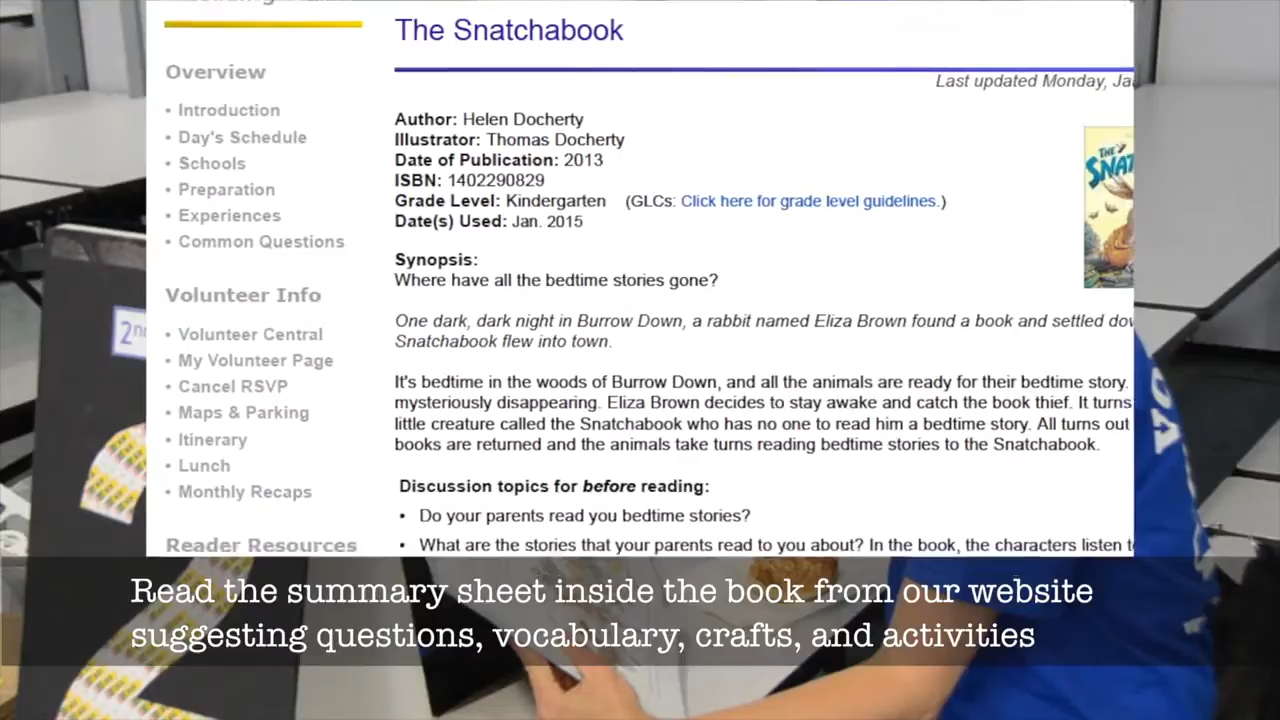 The Snatchabook
Last updated Monday,
Overview
• Introduction
• Day's Schedule
• Schools
• Preparation
• Experiences
• Common Questions
Volunteer Info
• Volunteer Central
• My Volunteer Page
• Cancel RSVP
• Maps & Parking
• Itinerary
• Lunch
• Monthly Recaps
Reader Resources
Author: Helen Docherty
Illustrator: Thomas Docherty
Date of Publication: 2013
ISBN: 1402290829
Grade Level: Kindergarten (GLCs: Click here for grade level guidelines.)
Date(s) Used: Jan. 2015
Synopsis:
Where have all the bedtime stories gone?
One dark, dark night in Burrow Down, a rabbit named Eliza Brown found a book and settled
Snatchabook flew into town.
It's bedtime in the woods of Burrow Down, and all the animals are ready for their bedtime story.
mysteriously disappearing. Eliza Brown decides to stay awake and catch the book thief. It turns
little creature called the Snatchabook who has no one to read him a bedtime story. All turns out
books are returned and the animals take turns reading bedtime stories to the Snatchabook.
Discussion topics for before reading:
• Do your parents read you bedtime stories?
• What are the stories that your parents read to you about? In the book, the characters listen
THE
SNAT
2nd
Read the summary sheet inside the book from our website
suggesting questions, vocabulary, crafts, and activities